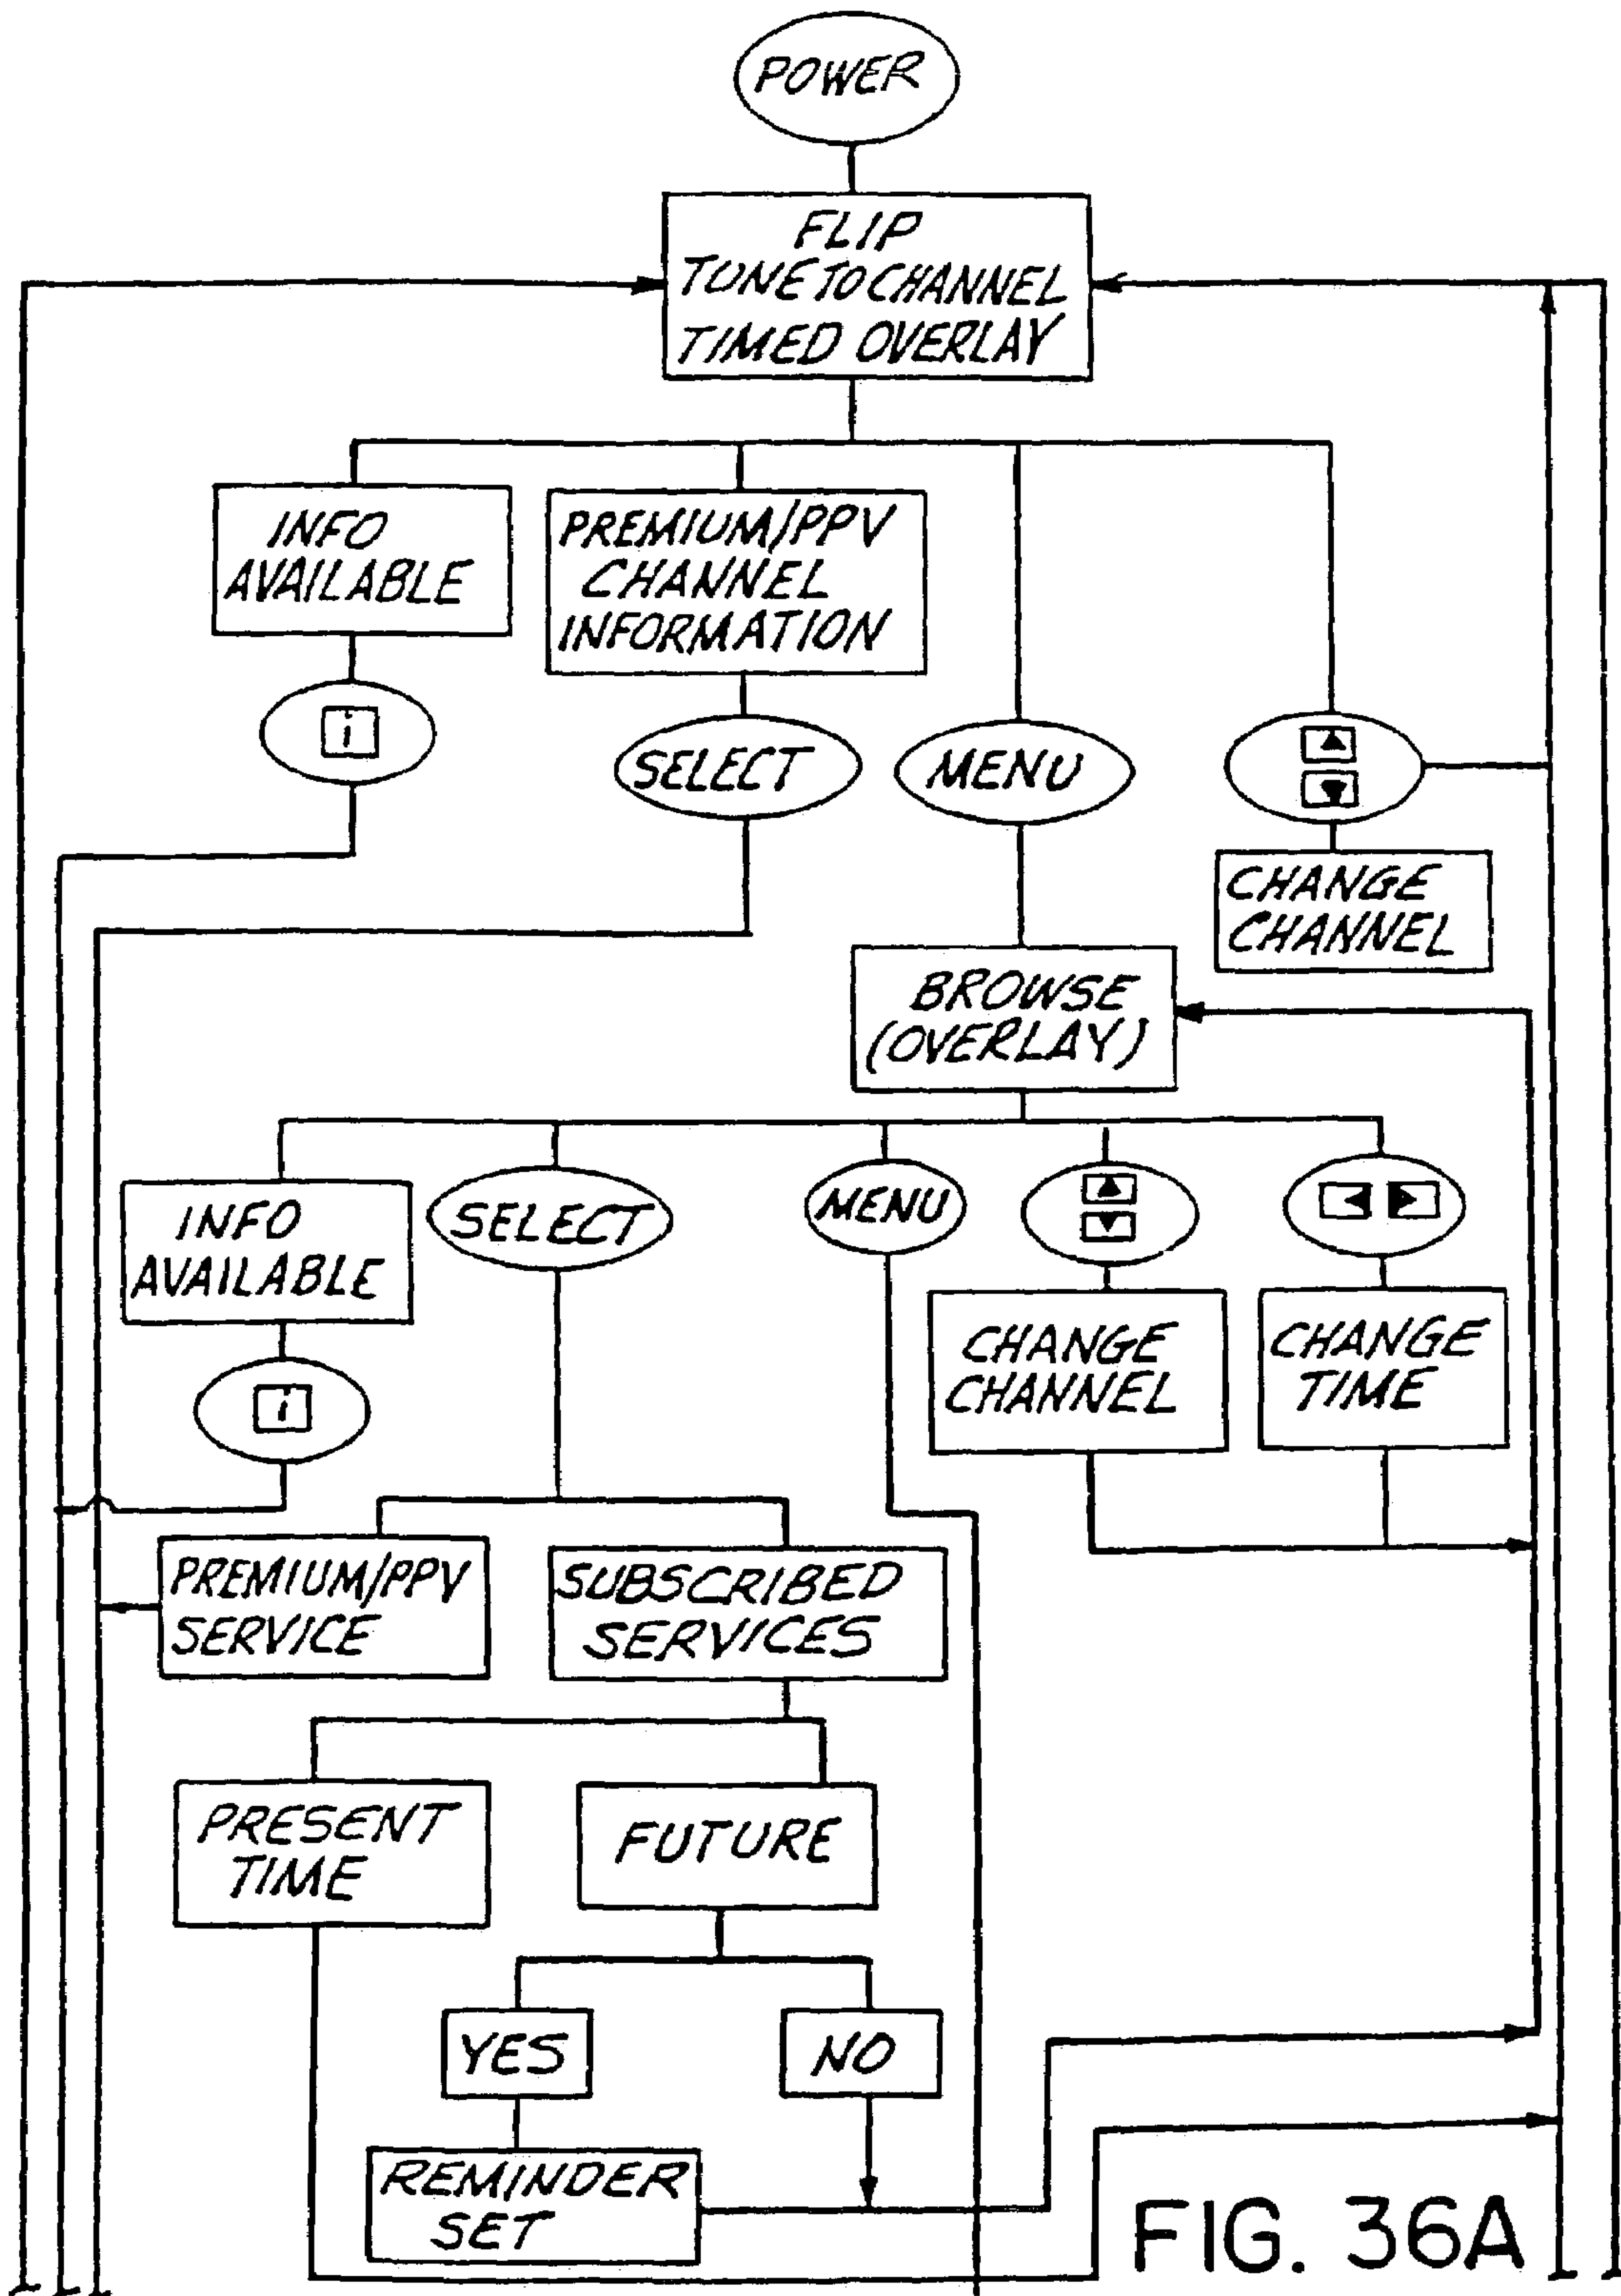 POWER
FLIP
TUNE TO CHANNEL
TIMED OVERLAY
INFO
AVAILABLE
PREMIUM/PPV
CHANNEL
INFORMATION
i
SELECT
MENU
CHANGE
CHANNEL
BROWSE
(OVERLAY)
INFO
AVAILABLE
SELECT
MENU
CHANGE
CHANNEL
CHANGE
TIME
i
PREMIUM/PPV
SERVICE
SUBSCRIBED
SERVICES
PRESENT
TIME
FUTURE
YES
NO
REMINDER
SET
FIG. 36A